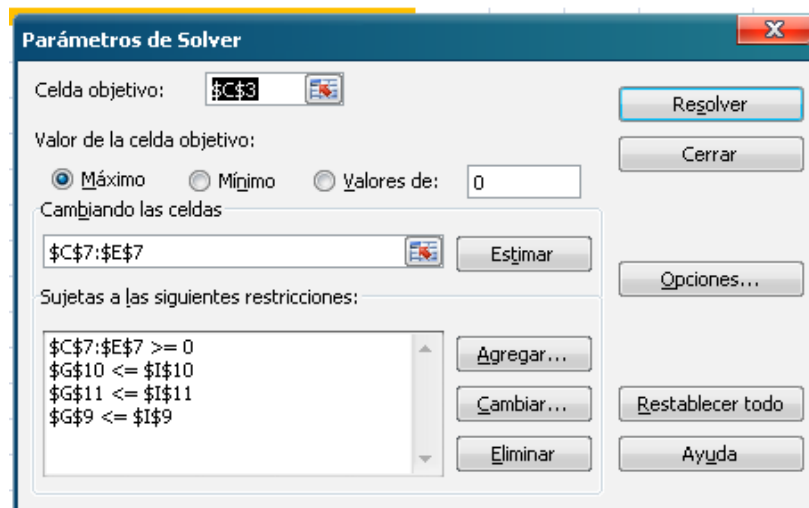 Parámetros de Solver
Celda objetivo: $C$3
Resolver
Valor de la celda objetivo:
Cerrar
Máximo Mínimo Valores de: 0
Cambiando las celdas
$C$7:$E$7
Estimar
Opciones...
Sujetas a las siguientes restricciones:
$C$7:$E$7 >= 0
$G$10 <= $I$10
$G$11 <= $I$11
$G$9 <= $I$9
Agregar...
Cambiar...
Restablecer todo
Eliminar
Ayuda